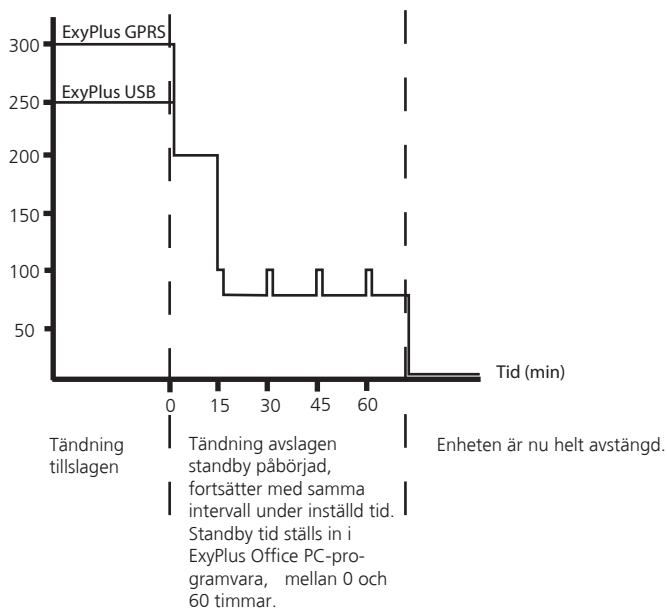 300
ExyPlus GPRS
250
ExyPlus USB
200
150
100
50
Tid (min)
0 15 30 45 60
Tändning
tillslagen
Tändning avslagen
standby påbörjad,
fortsätter med samma
intervall under inställd tid.
Standby tid ställs in i
ExyPlus Office PC-pro-
gramvara, mellan 0 och
60 timmar.
Enheten är nu helt avstängd.